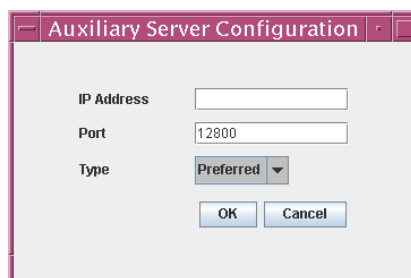 Auxiliary Server Configuration
IP Address
Port 12800
Type Preferred
OK Cancel